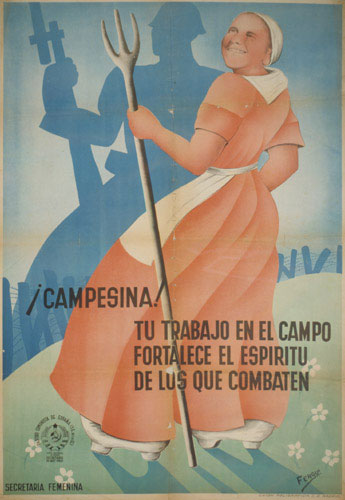 ¡CAMPESINA!
TU TRABAJO EN EL CAMPO
FORTALECE EL ESPIRITU
DE LOS QUE COMBATEN
SECRETARIA FEMENINA